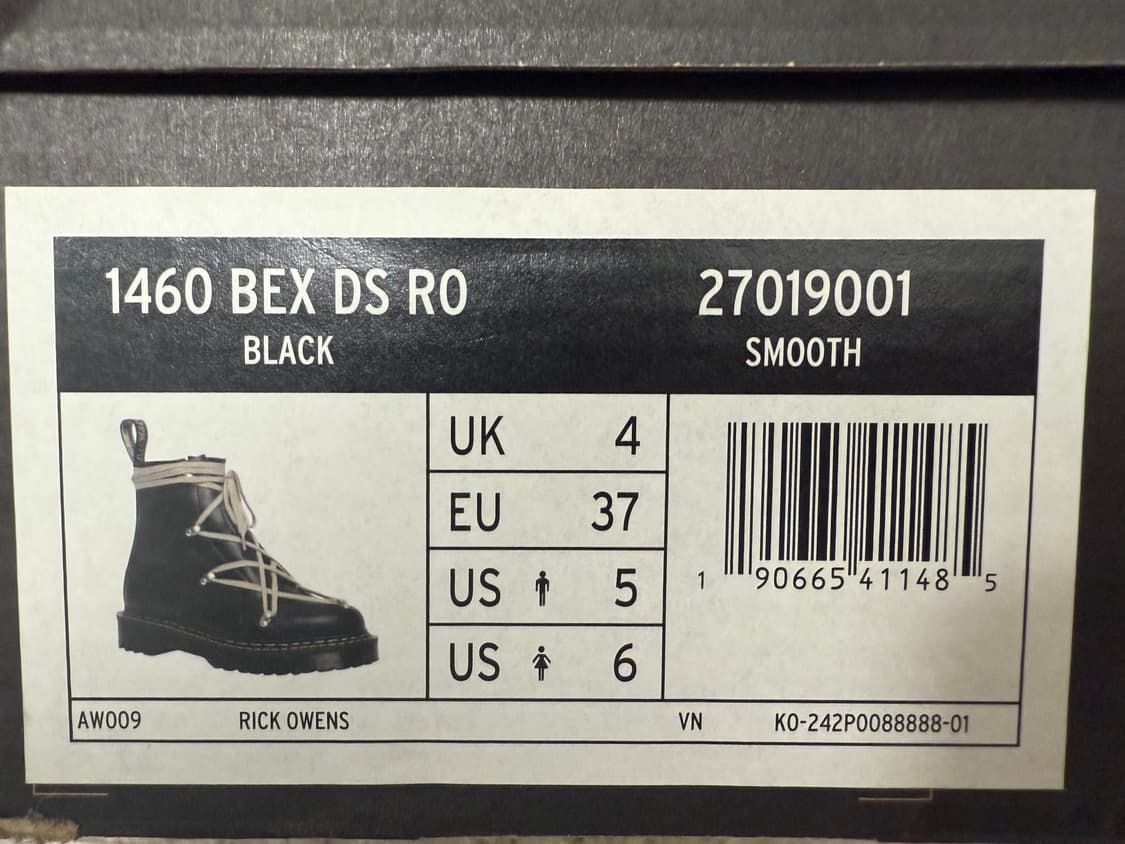 1460 BEX DS RO 27019001
BLACK SMOOTH
UK 4
EU 37
US 5
US 6
1 90665 41148 5
AW009 RICK OWENS VN KO-242P0088888-01